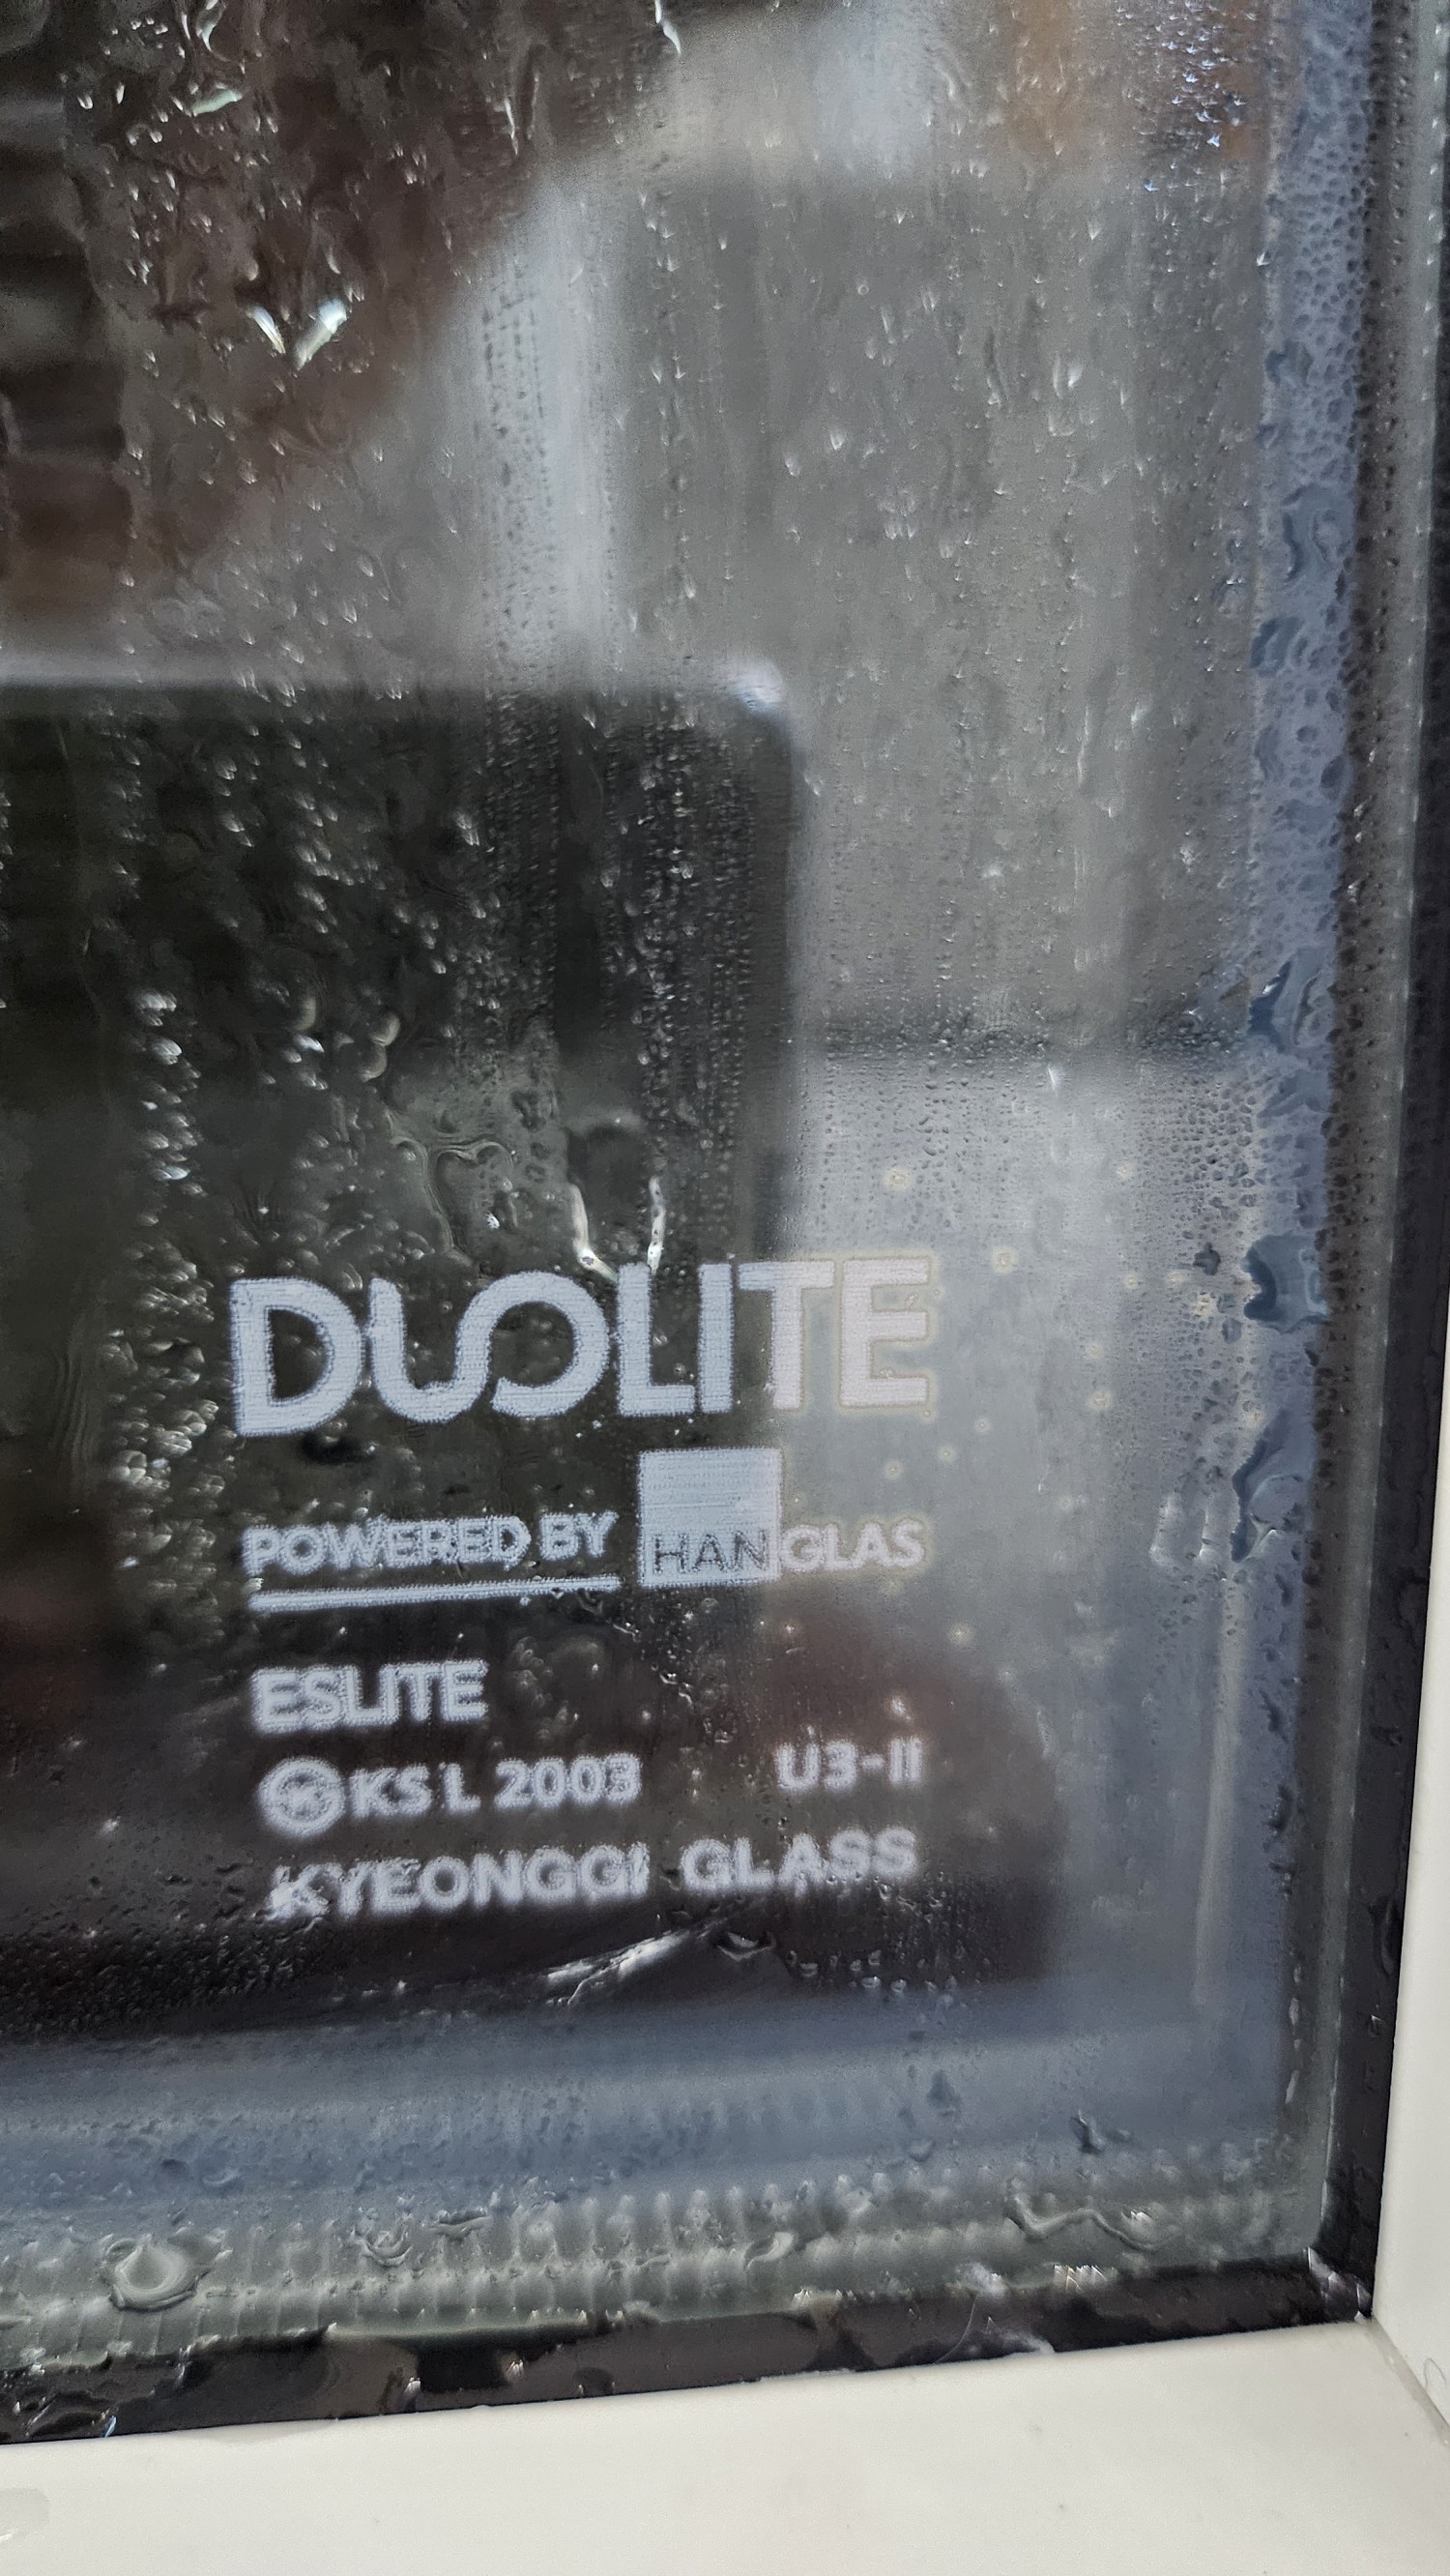 DUOLITE
POWERED BY HANGLAS
ESLITE
KS L 2003 U3-II
KYEONGGI GLASS